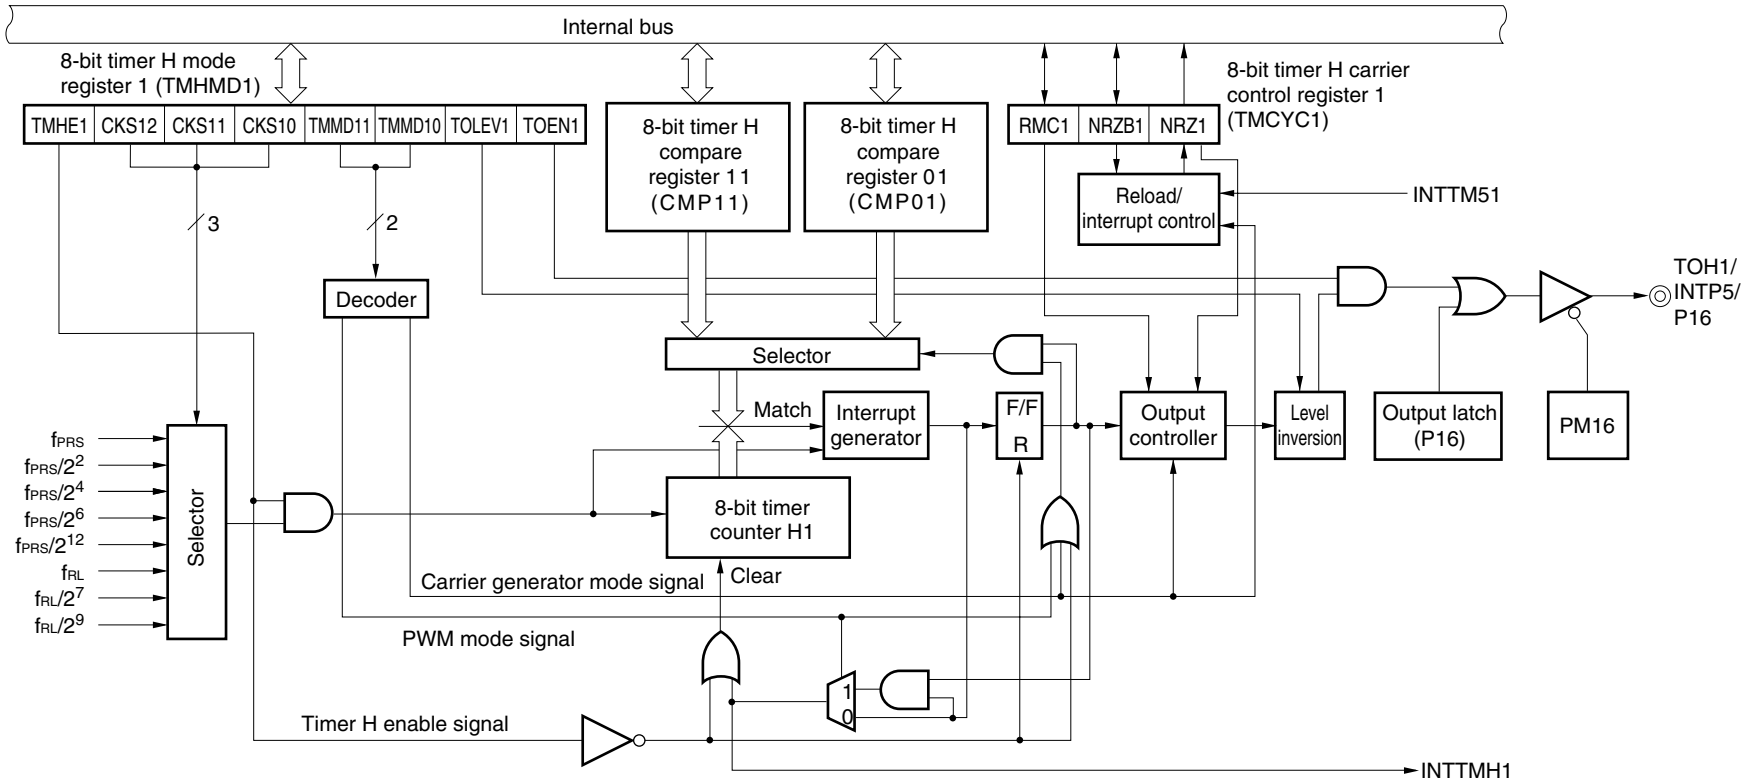 Internal bus
8-bit timer H mode
register 1 (TMHMD1)
8-bit timer H carrier
control register 1
(TMCYC1)
TMHE1 CKS12 CKS11 CKS10 TMMD11 TMMD10 TOLEV1 TOEN1
8-bit timer H
compare
register 11
(CMP11)
8-bit timer H
compare
register 01
(CMP01)
RMC1 NRZB1 NRZ1
Reload/
interrupt control
INTTM51
3
2
Decoder
TOH1/
INTP5/
P16
Selector
Match
Interrupt
generator
F/F
R
Output
controller
Level
inversion
Output latch
(P16)
PM16
fPRS
fPRS/2²
fPRS/2⁴
fPRS/2⁶
fPRS/2¹²
fRL
fRL/2⁷
fRL/2⁹
Selector
8-bit timer
counter H1
Carrier generator mode signal
Clear
PWM mode signal
1
0
Timer H enable signal
INTTMH1